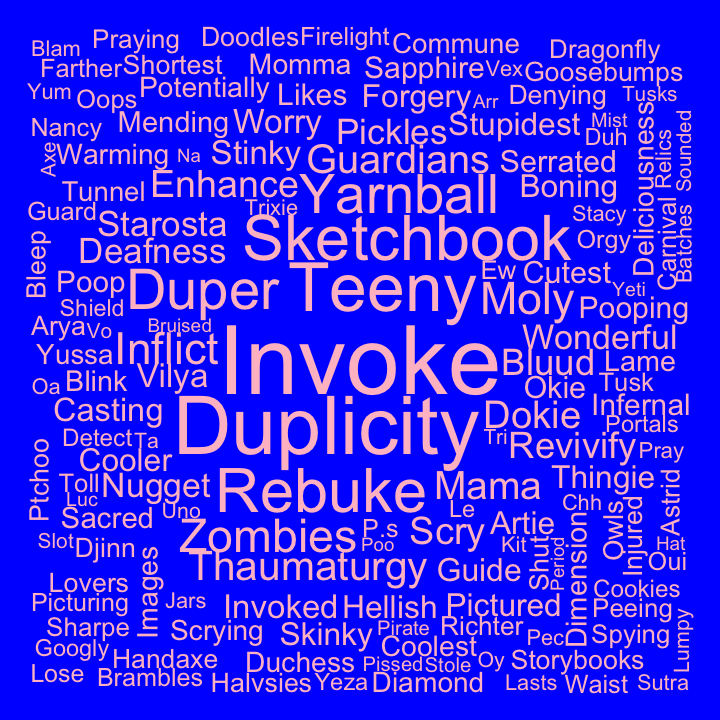 Blam Praying Doodles Firelight Commune Dragonfly
Farther Shortest Momma Sapphire Vex Goosebumps
Yum Oops Potentially Likes Forgery Arr Denying Tusks
Nancy Mending Worry Pickles Stupidest Mist Duh Sounded
Axe Warming Na Stinky Guardians Serrated Deliciousness Relics
Tunnel Enhance Trixie Yarnball Boning
Guard Starosta Sketchbook Stacy Orgy Carnival Batches
Bleep Deafness
Poop Duper Teeny Ew Cutest Yeti
Shield Moly Pooping
Arya Vo Bruised Inflict Invoke Wonderful
Yussa Bluud Lame
Oa Blink Vilya Okie Tusk
Casting Duplicity Dokie Infernal Portals
Detect Ta Tri Revivify Pray
Ptchoo Cooler
Toll Luc Nugget Rebuke Mama Thingie
Sacred Uno Le Chh Astrid
Slot Djinn Zombies P.s Poo Scry Artie Kit Shut Period Owls Injured Hat Oui
Images Thaumaturgy Guide Dimension
Lovers Cookies
Picturing Jars Invoked Hellish Pictured Peeing
Sharpe Scrying Skinky Pirate Richter Pec Spying Lumpy
Googly Coolest
Handaxe Duchess Pissed Stole Oy Storybooks
Lose Brambles Halvsies Yeza Diamond Lasts Waist Sutra